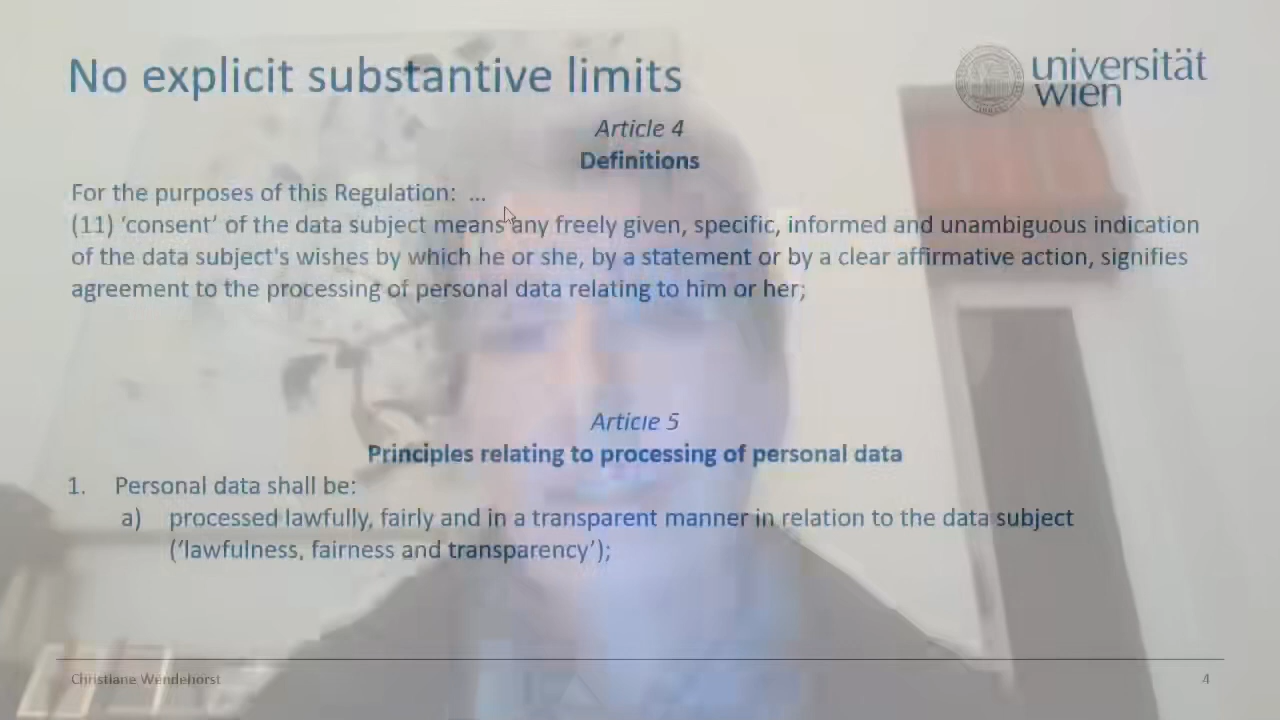 No explicit substantive limits
universität
wien
Article 4
Definitions
For the purposes of this Regulation: ...
(11) ‘consent’ of the data subject means any freely given, specific, informed and unambiguous indication
of the data subject's wishes by which he or she, by a statement or by a clear affirmative action, signifies
agreement to the processing of personal data relating to him or her;
Article 5
Principles relating to processing of personal data
1. Personal data shall be:
a) processed lawfully, fairly and in a transparent manner in relation to the data subject
(‘lawfulness, fairness and transparency’);
Christiane Wendehorst
4